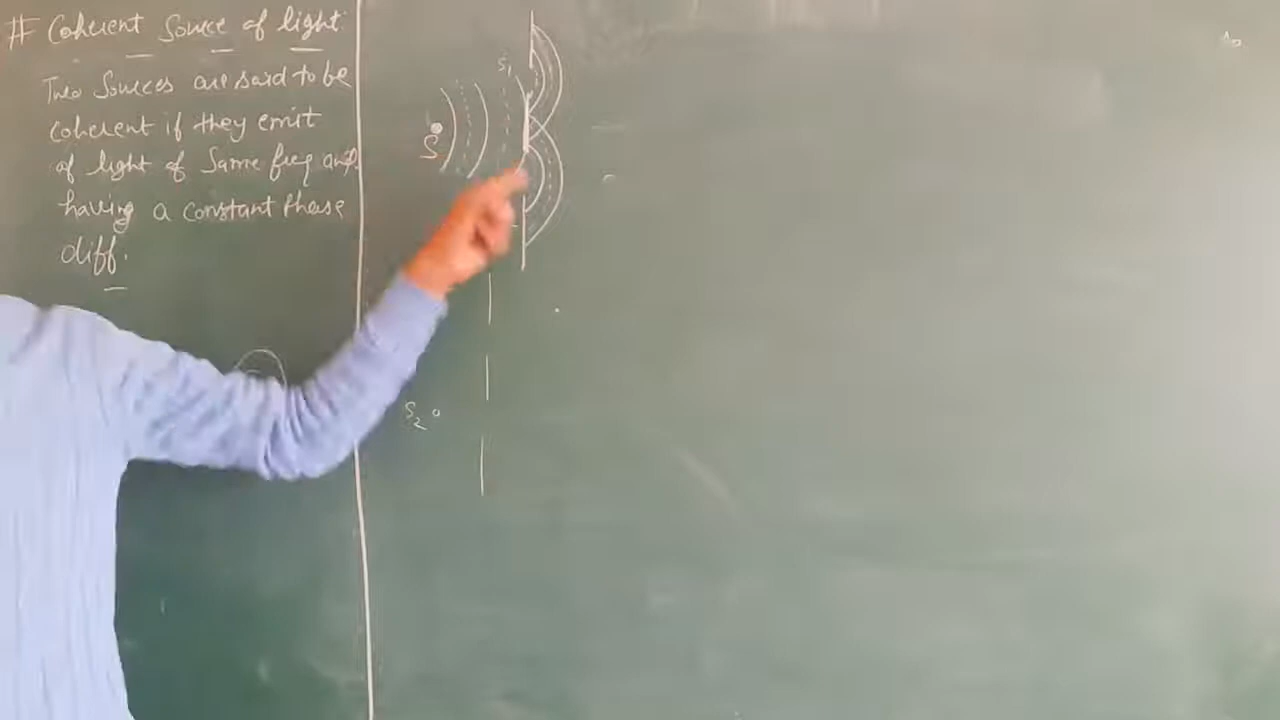 # Coherent Source of light
Two Sources are said to be
coherent if they emit
of light of same freq and
having a constant phase
diff.
S
S1
S2